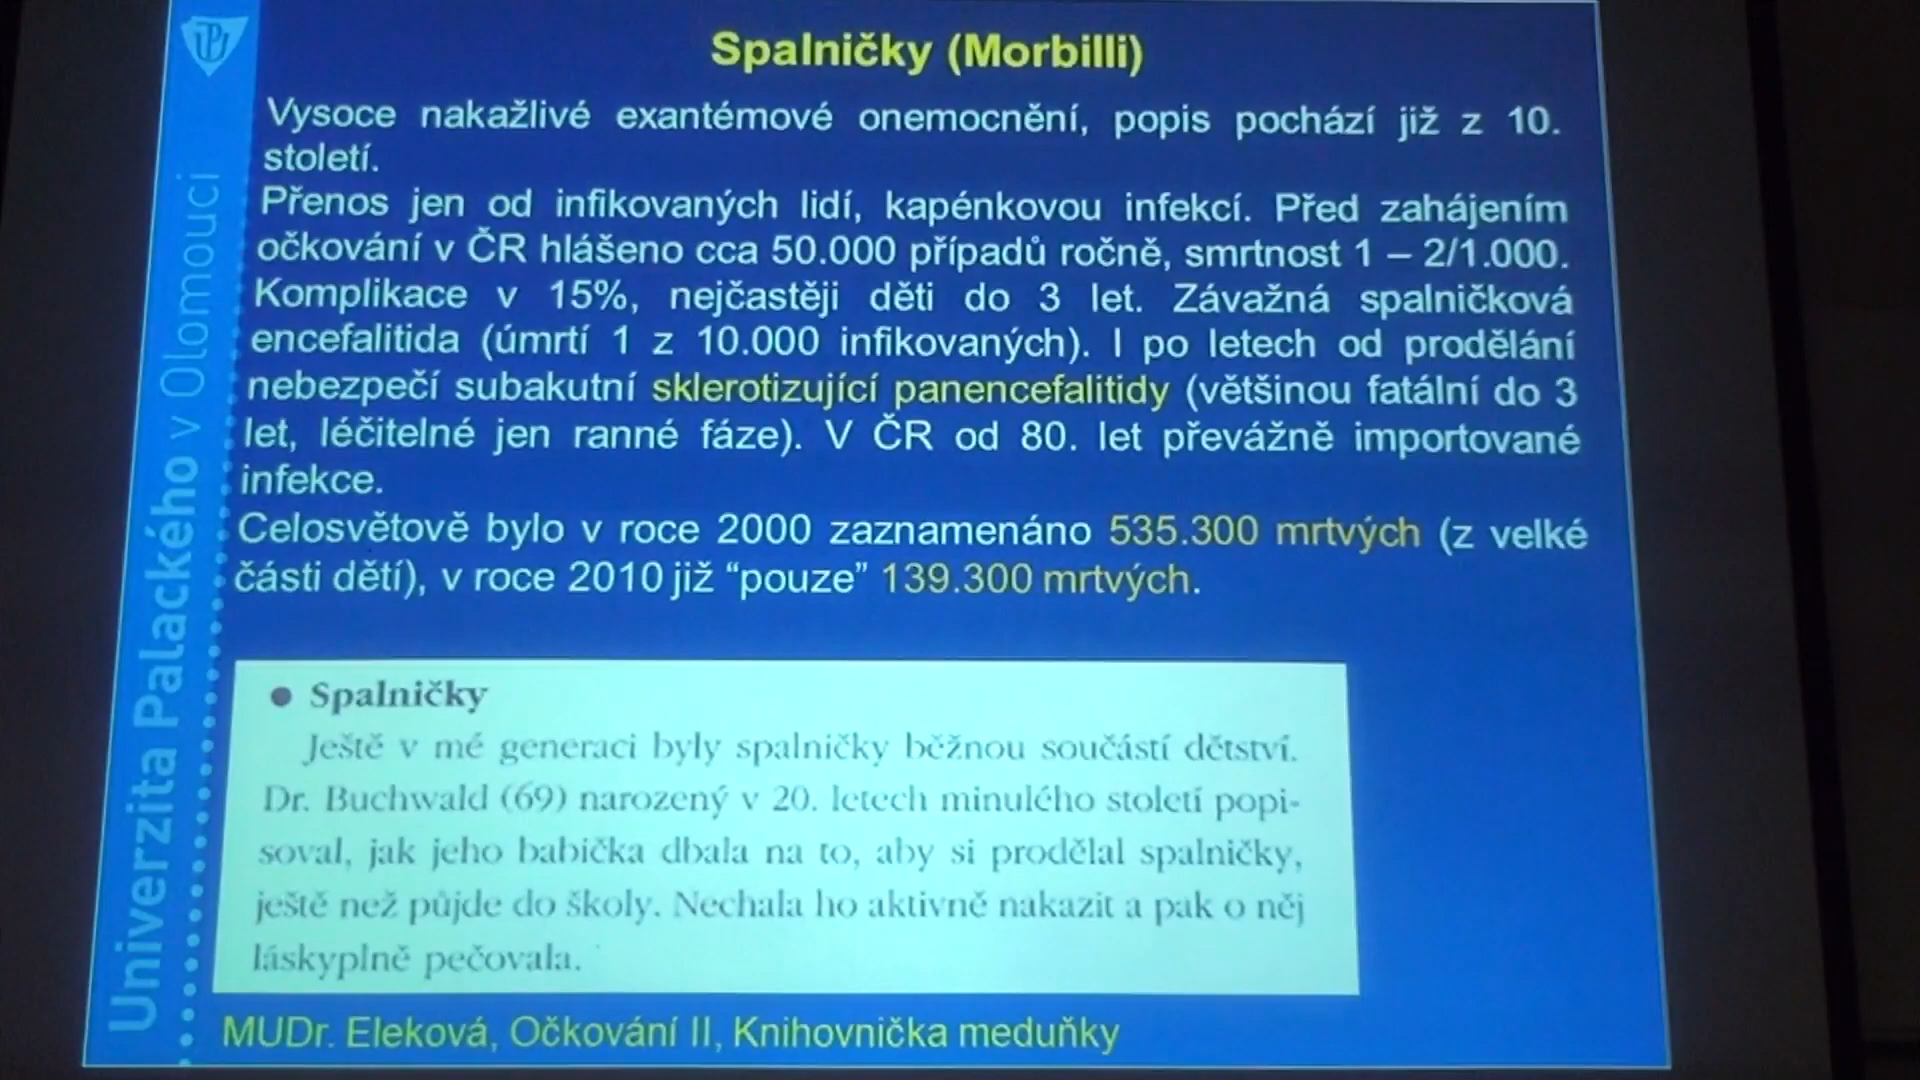 Spalničky (Morbilli)
Vysoce nakažlivé exantémové onemocnění, popis pochází již z 10.
století.
Přenos jen od infikovaných lidí, kapénkovou infekcí. Před zahájením
očkování v ČR hlášeno cca 50.000 případů ročně, smrtnost 1 – 2/1.000.
Komplikace v 15%, nejčastěji děti do 3 let. Závažná spalničková
encefalitida (úmrtí 1 z 10.000 infikovaných). I po letech od prodělání
nebezpečí subakutní sklerotizující panencefalitidy (většinou fatální do 3
let, léčitelné jen ranné fáze). V ČR od 80. let převážně importované
infekce.
Celosvětově bylo v roce 2000 zaznamenáno 535.300 mrtvých (z velké
části dětí), v roce 2010 již “pouze” 139.300 mrtvých.
• Spalničky
Ještě v mé generaci byly spalničky běžnou součástí dětství.
Dr. Buchwald (69) narozený v 20. letech minulého století popi-
soval, jak jeho babička dbala na to, aby si prodělal spalničky,
ještě než půjde do školy. Nechala ho aktivně nakazit a pak o něj
láskyplně pečovala.
MUDr. Eleková, Očkování II, Knihovnička meduňky
Univerzita Palackého v Olomouci
UP